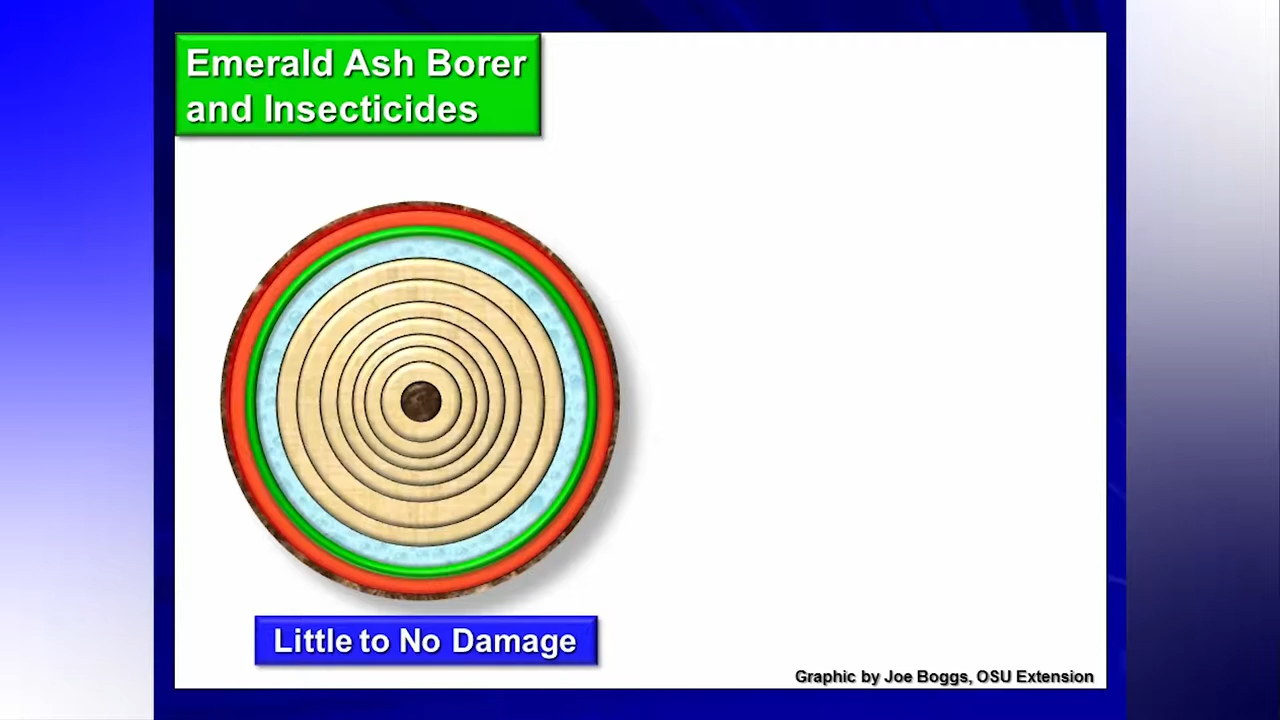 Emerald Ash Borer
and Insecticides
Little to No Damage
Graphic by Joe Boggs, OSU Extension